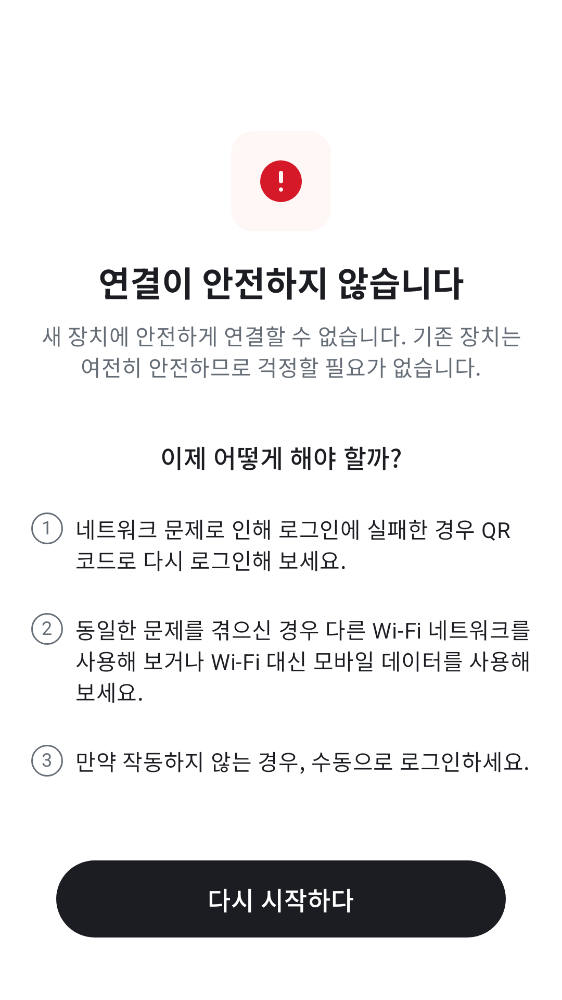 연결이 안전하지 않습니다
새 장치에 안전하게 연결할 수 없습니다. 기존 장치는
여전히 안전하므로 걱정할 필요가 없습니다.
이제 어떻게 해야 할까?
1 네트워크 문제로 인해 로그인에 실패한 경우 QR
코드로 다시 로그인해 보세요.
2 동일한 문제를 겪으신 경우 다른 Wi-Fi 네트워크를
사용해 보거나 Wi-Fi 대신 모바일 데이터를 사용해
보세요.
3 만약 작동하지 않는 경우, 수동으로 로그인하세요.
다시 시작하다